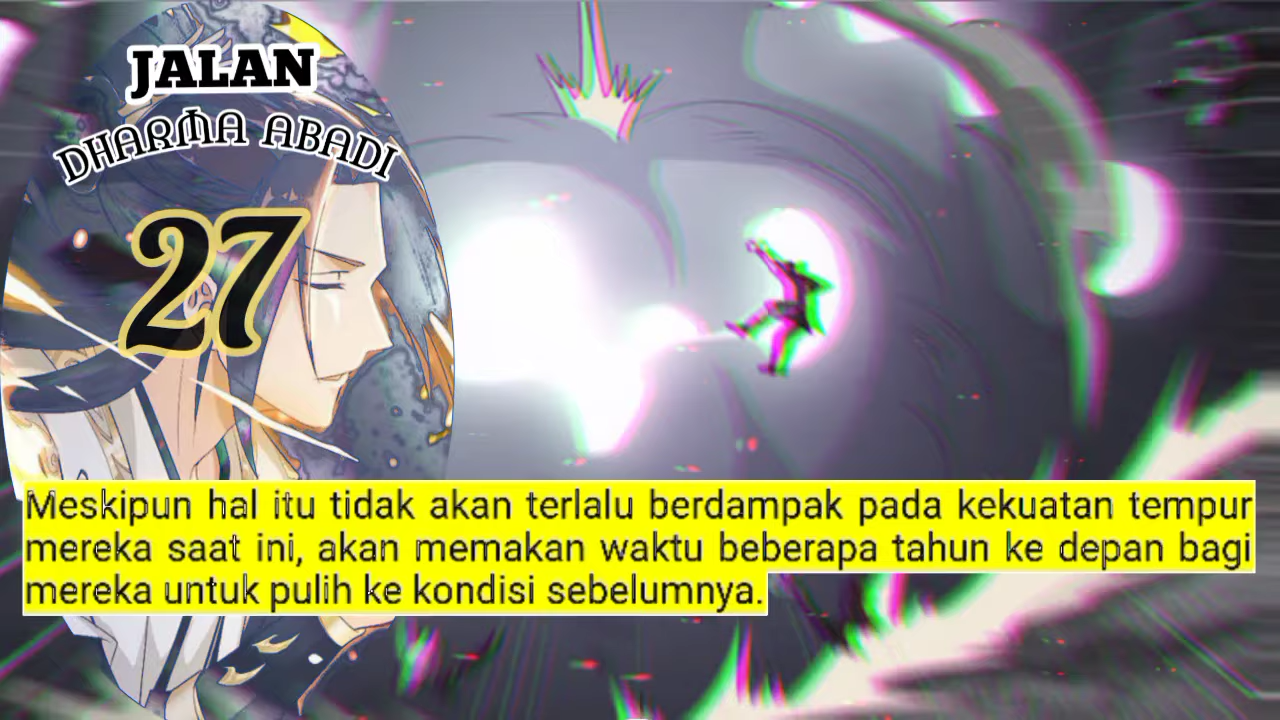 JALAN
DHARMA ABADI
27
Meskipun hal itu tidak akan terlalu berdampak pada kekuatan tempur
mereka saat ini, akan memakan waktu beberapa tahun ke depan bagi
mereka untuk pulih ke kondisi sebelumnya.